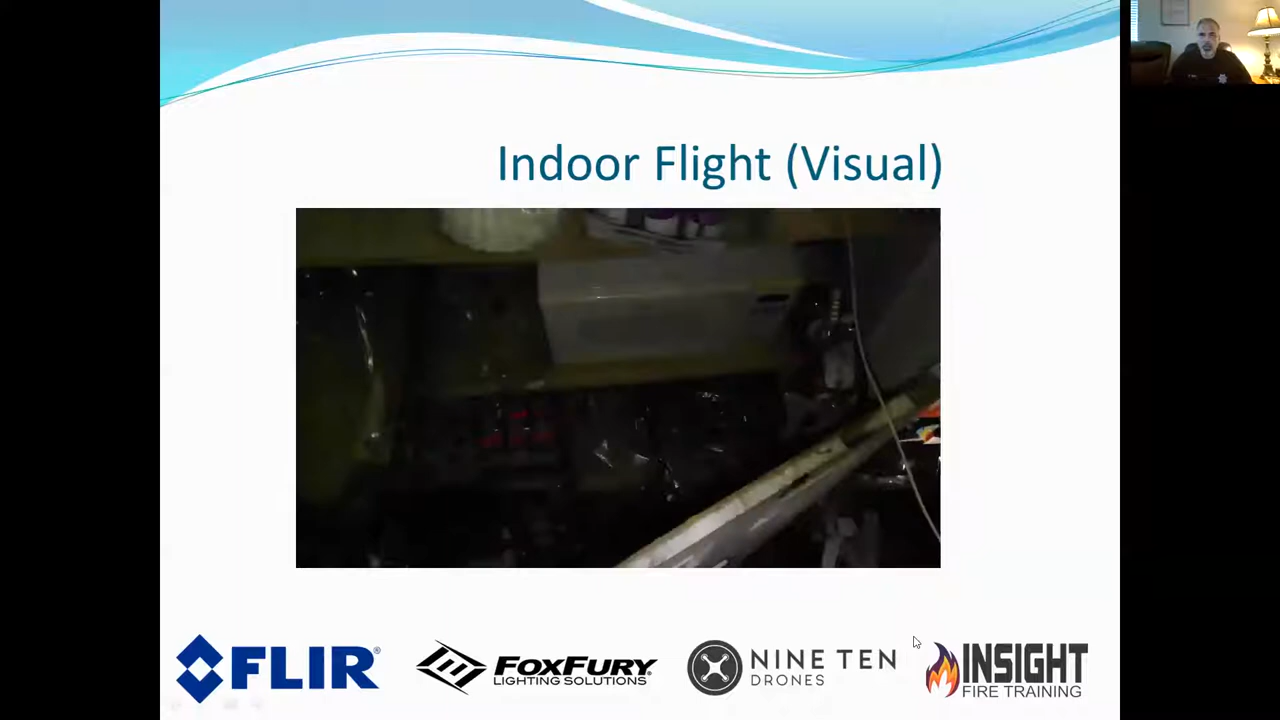 Indoor Flight (Visual)
FLIR®
FOXFURY
LIGHTING SOLUTIONS
NINE TEN
DRONES
INSIGHT
FIRE TRAINING